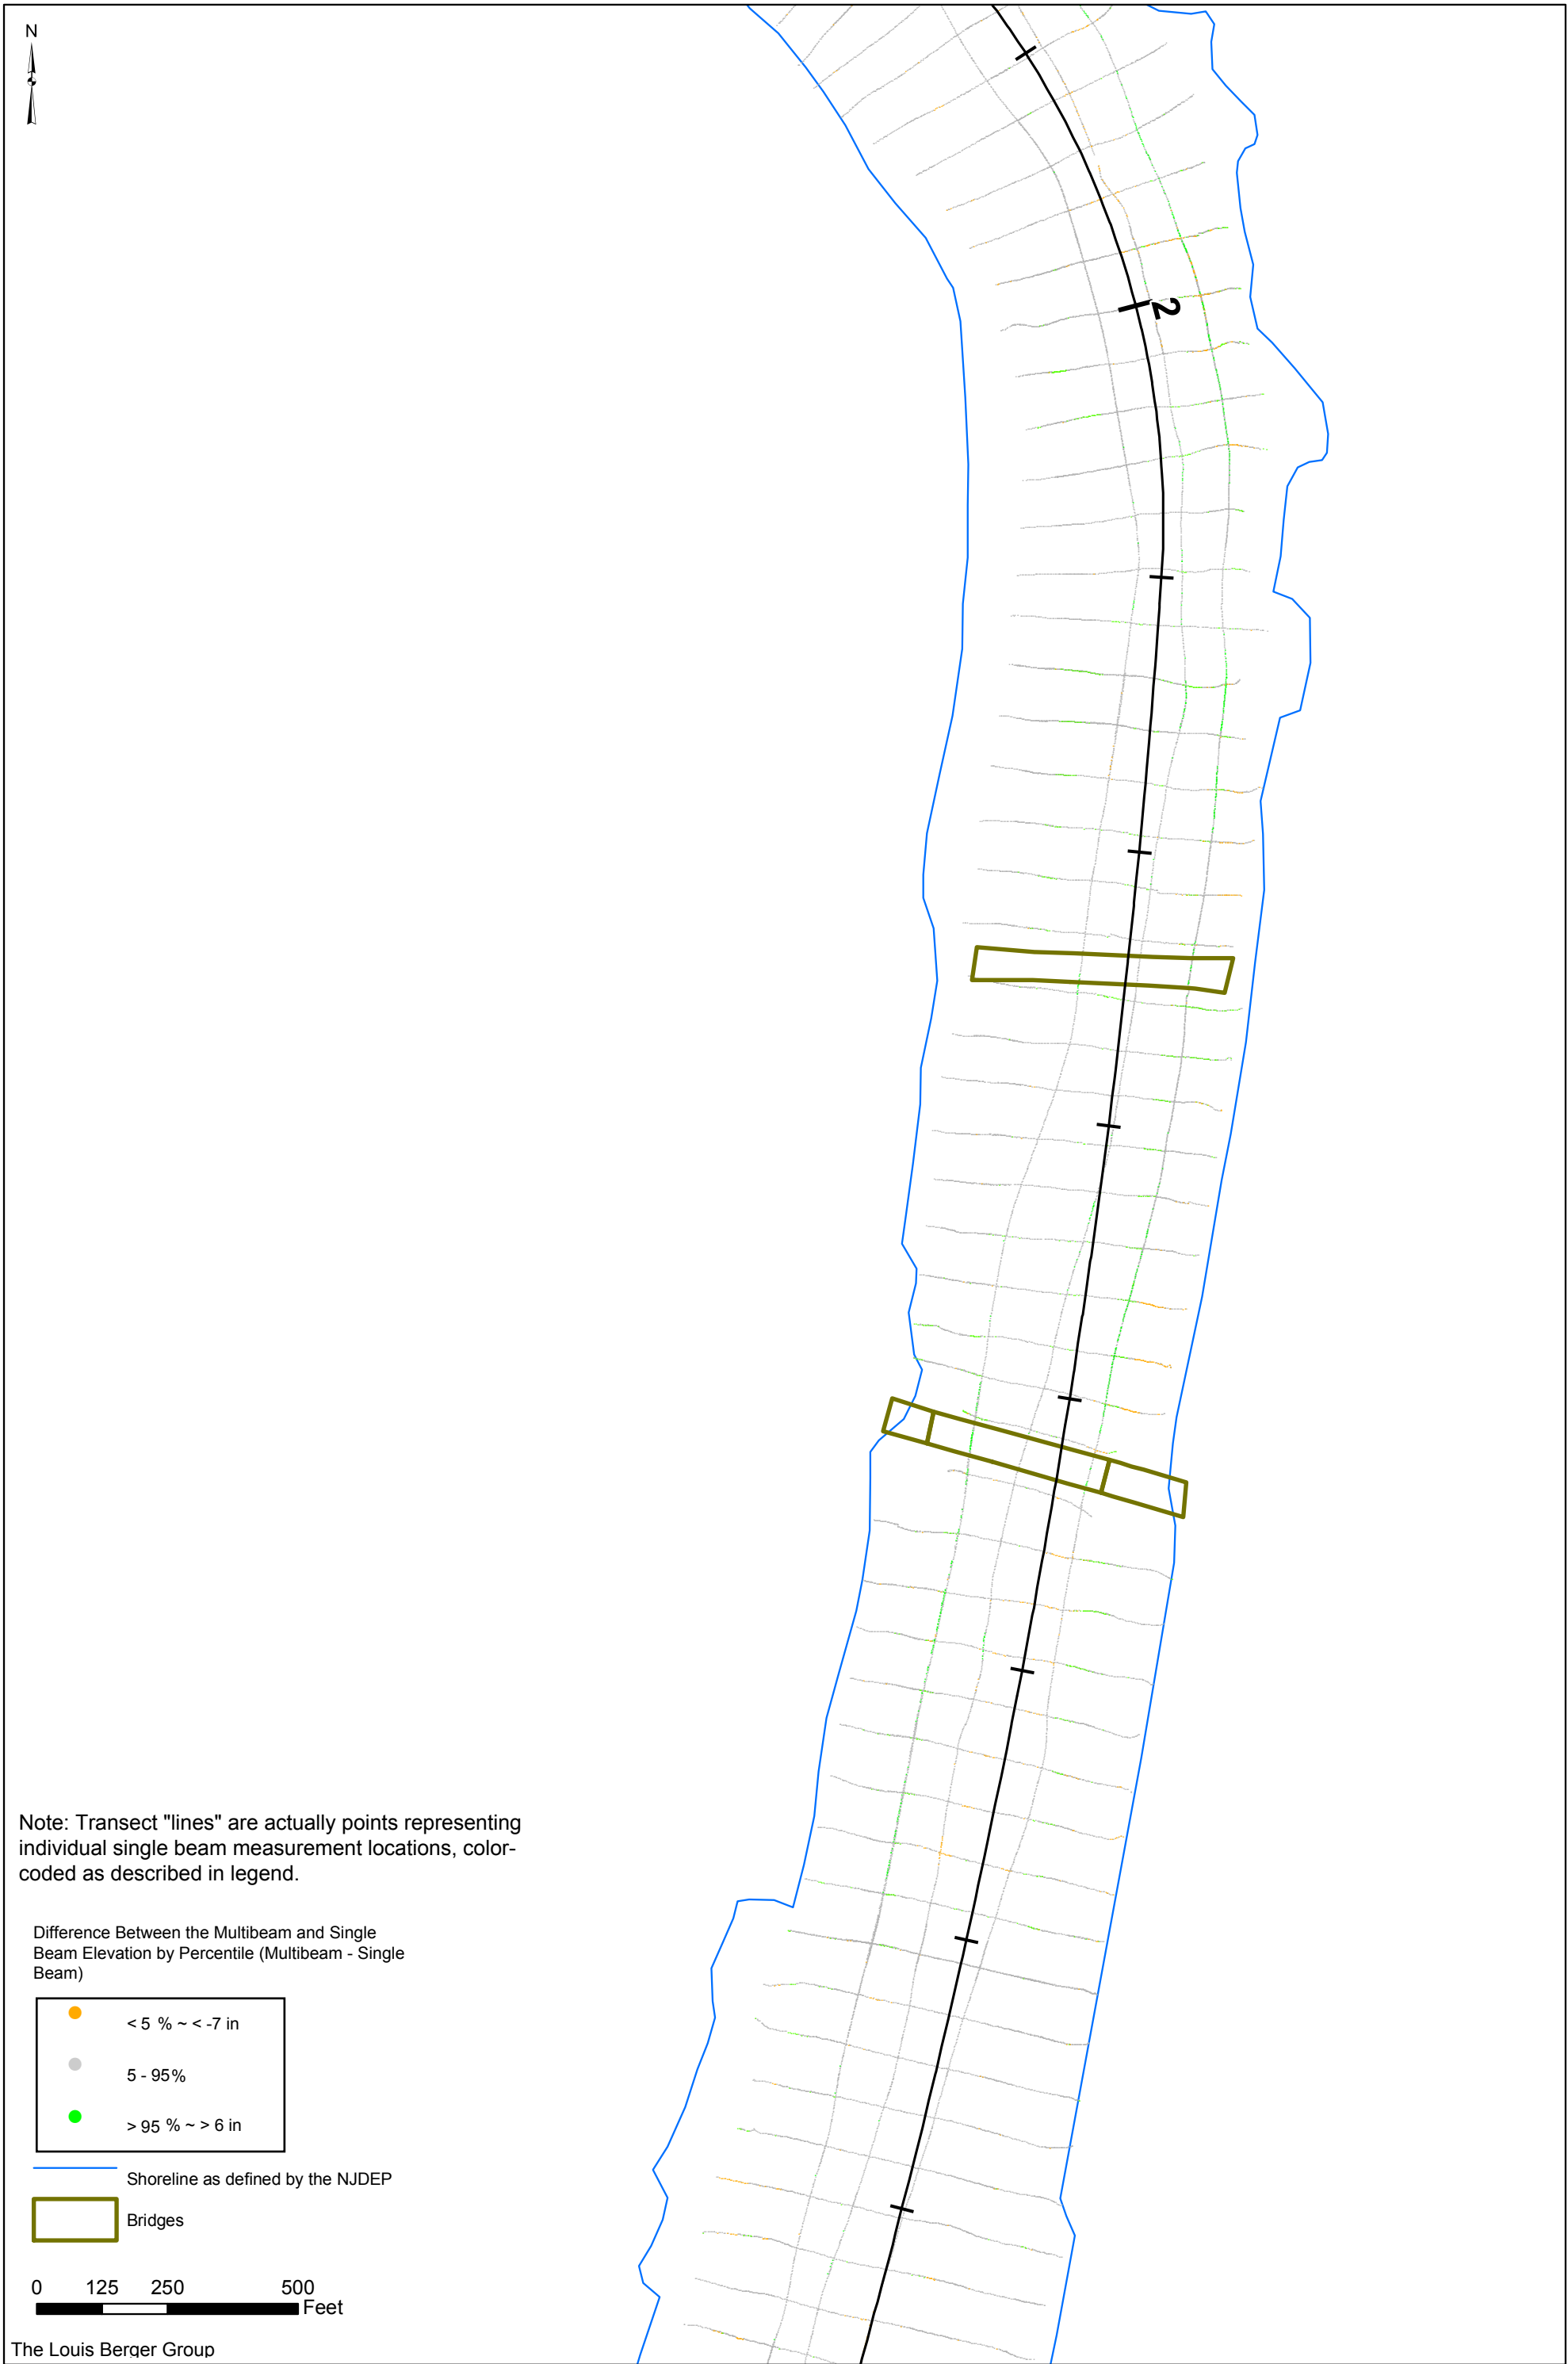 N
2
Note: Transect "lines" are actually points representing
individual single beam measurement locations, color-
coded as described in legend.
Difference Between the Multibeam and Single
Beam Elevation by Percentile (Multibeam - Single
Beam)
< 5 % ~ < -7 in
5 - 95%
> 95 % ~ > 6 in
Shoreline as defined by the NJDEP
Bridges
0 125 250 500
Feet
The Louis Berger Group